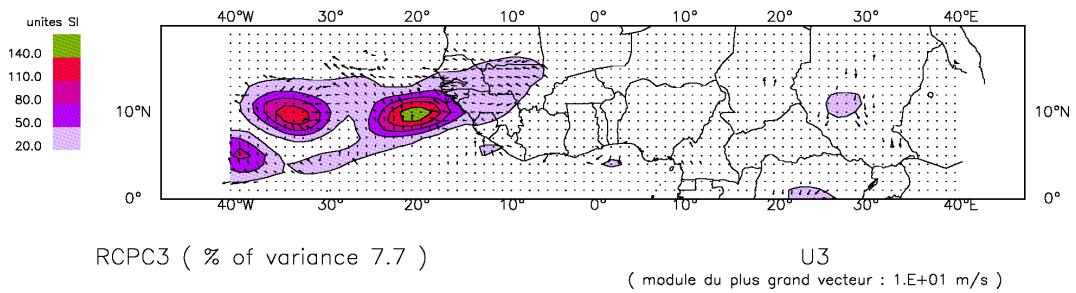 unites SI
140.0
110.0
80.0
50.0
20.0
40°W 30° 20° 10° 0° 10° 20° 30° 40°E
10°N 10°N
0° 0°
40°W 30° 20° 10° 0° 10° 20° 30° 40°E
RCPC3 ( % of variance 7.7 ) U3
( module du plus grand vecteur : 1.E+01 m/s )